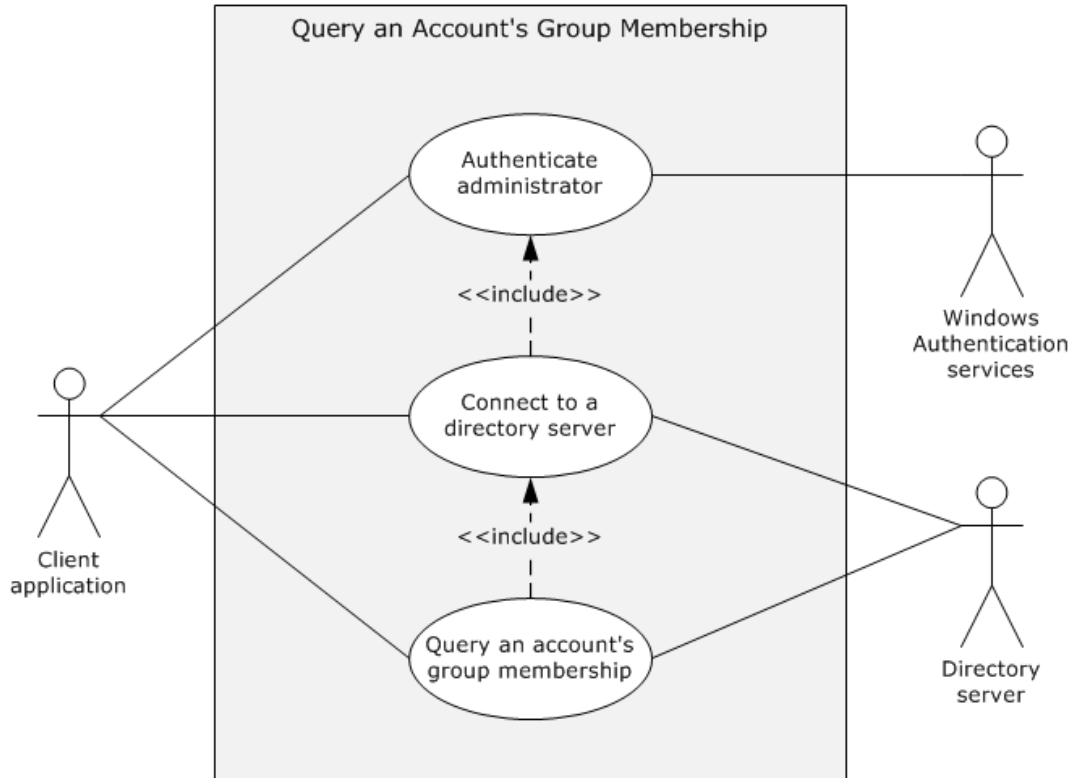 Query an Account's Group Membership
Authenticate
administrator
<<include>>
Windows
Authentication
services
Connect to a
directory server
<<include>>
Client
application
Query an account's
group membership
Directory
server